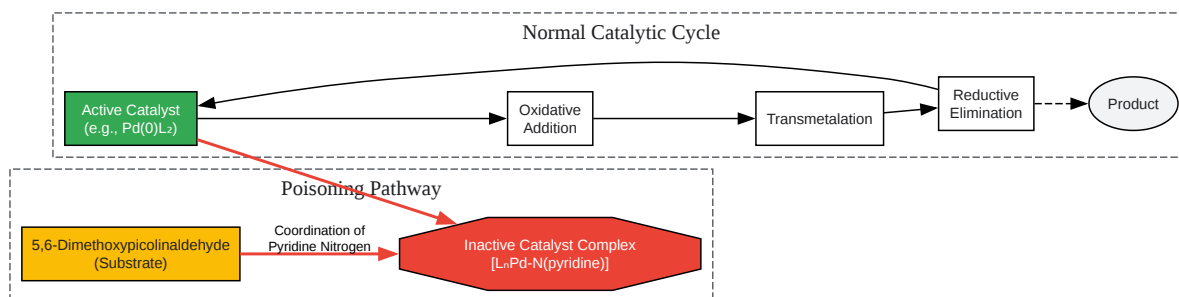 Normal Catalytic Cycle
Active Catalyst
(e.g., Pd(0)L₂)
Oxidative
Addition
Transmetalation
Reductive
Elimination
Product
Poisoning Pathway
5,6-Dimethoxypicolinaldehyde
(Substrate)
Coordination of
Pyridine Nitrogen
Inactive Catalyst Complex
[LₙPd-N(pyridine)]